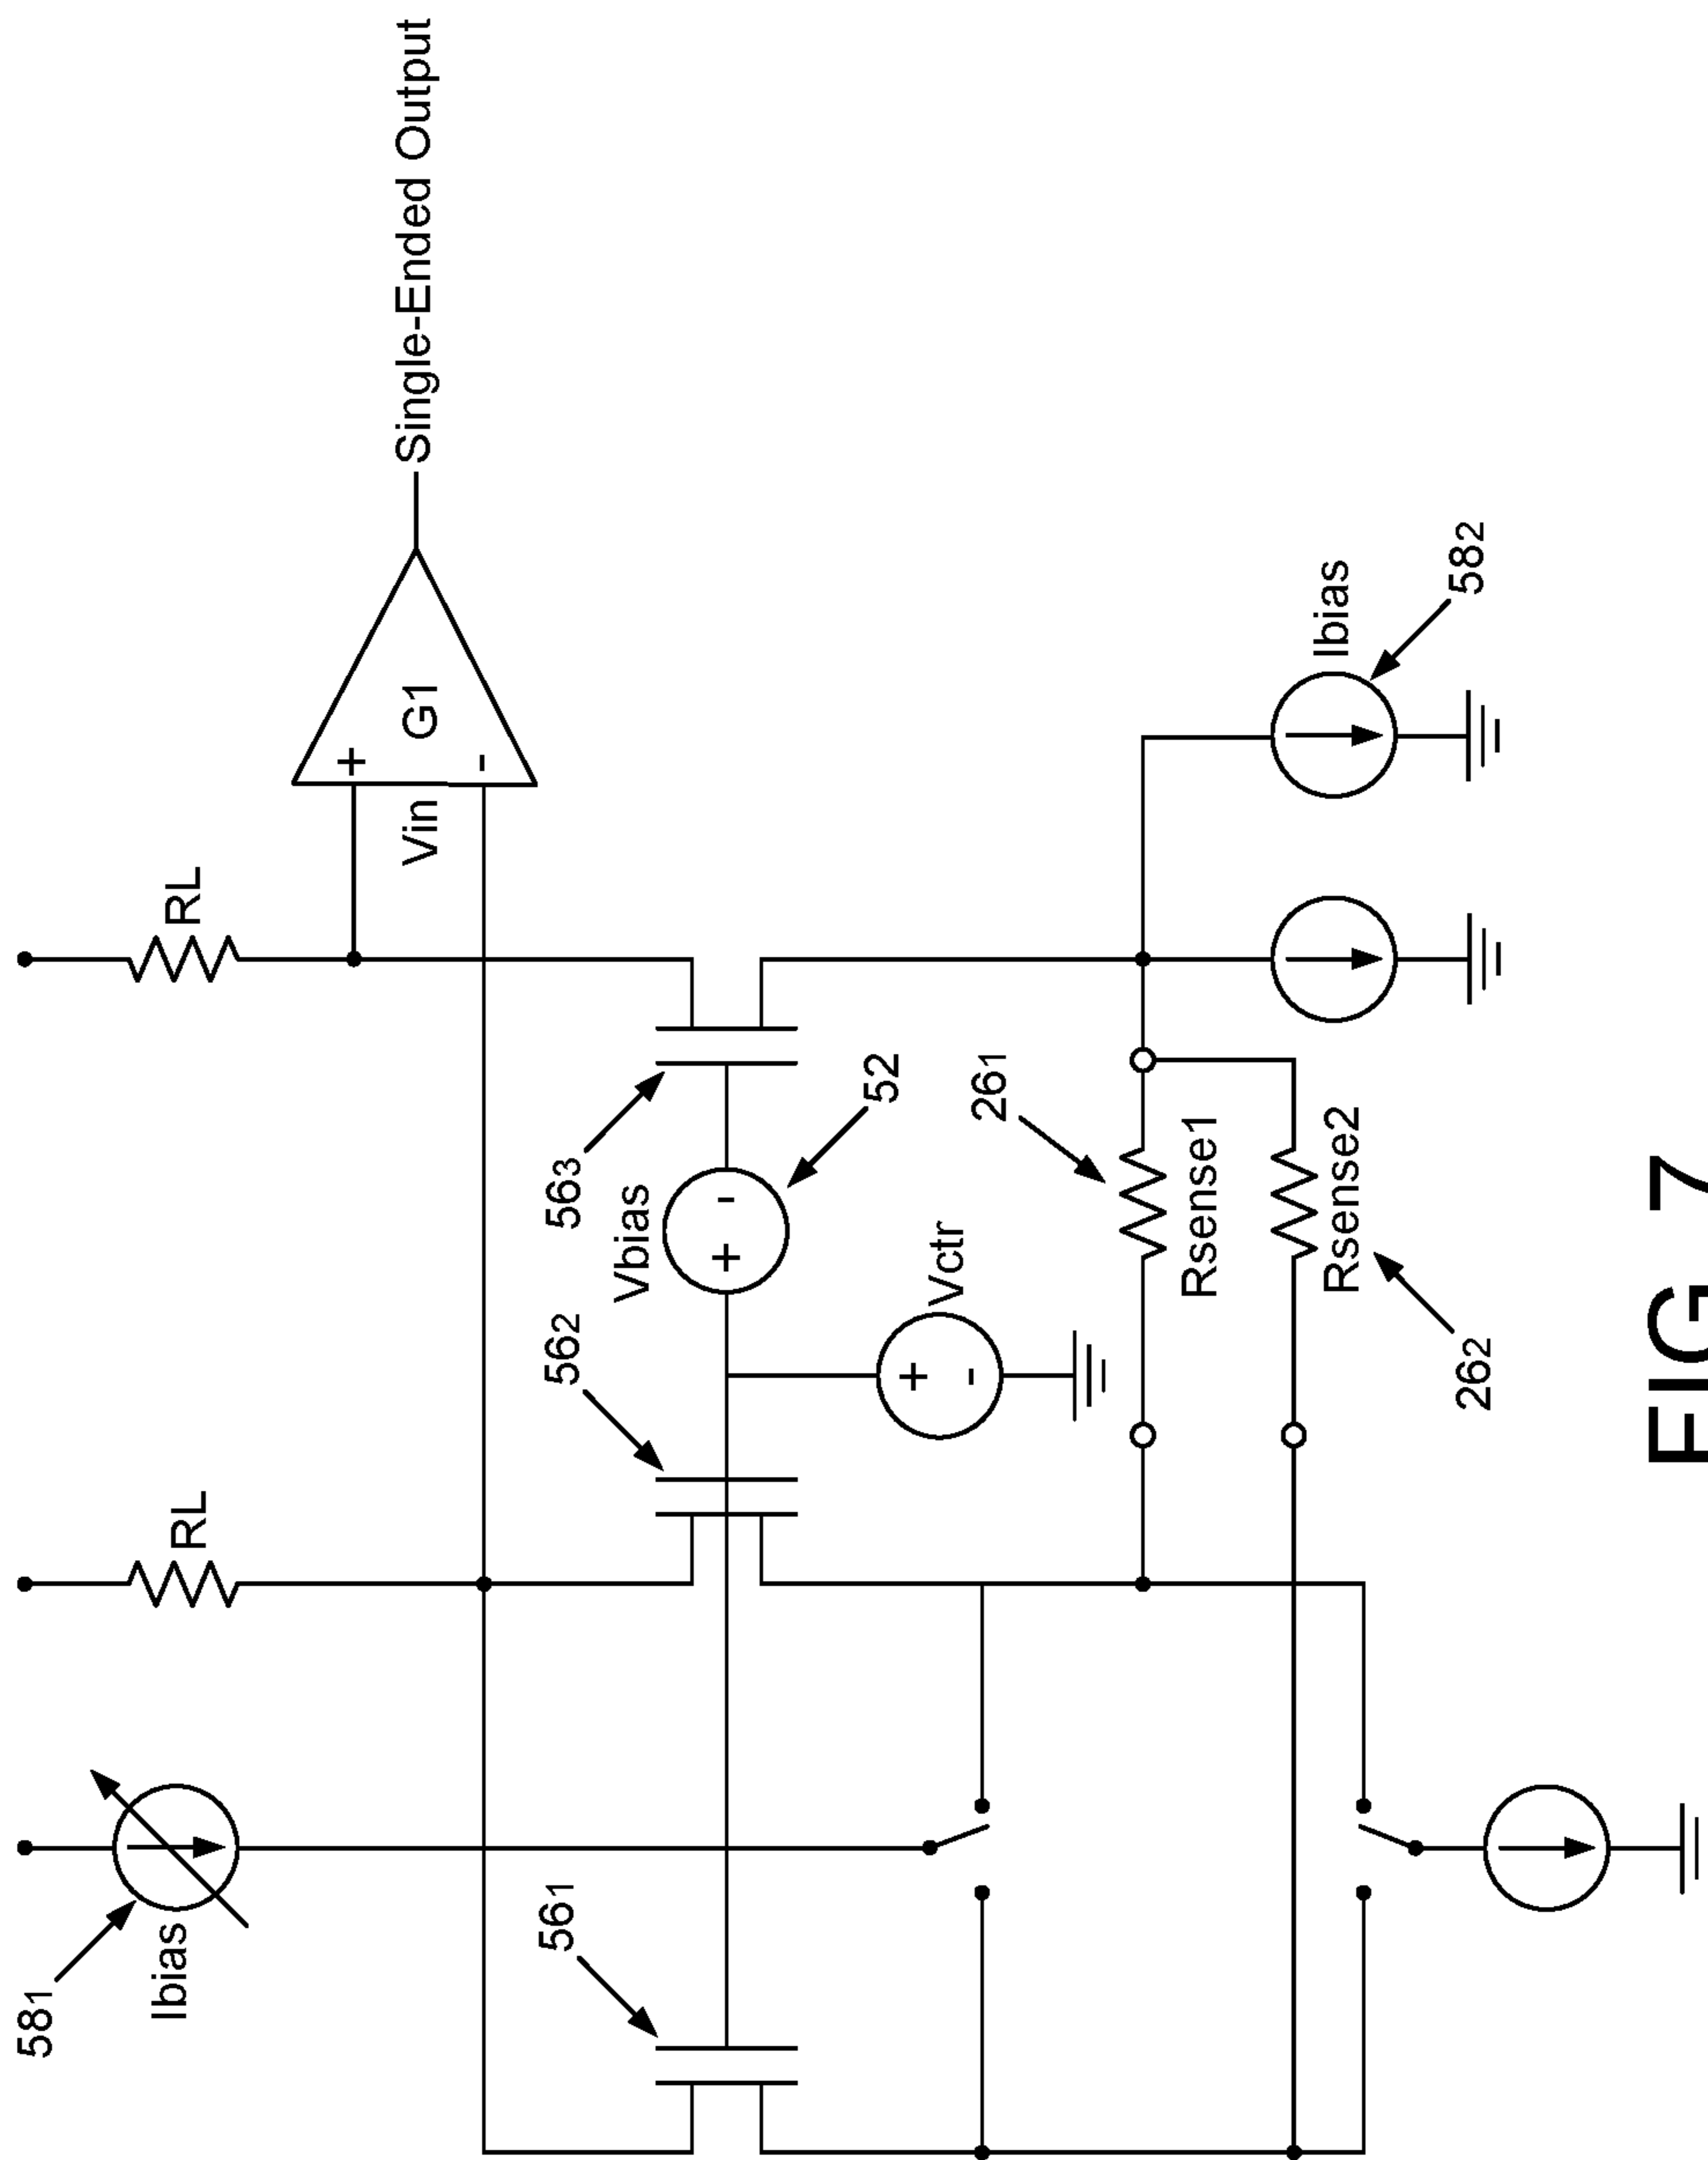 58₁
Ibias
RL
RL
Single-Ended Output
G1
+
-
Vin
56₁
56₂
56₃
Vbias
+ -
52
Vctr
+
-
26₁
Rsense1
Rsense2
26₂
Ibias
58₂
FIG 7